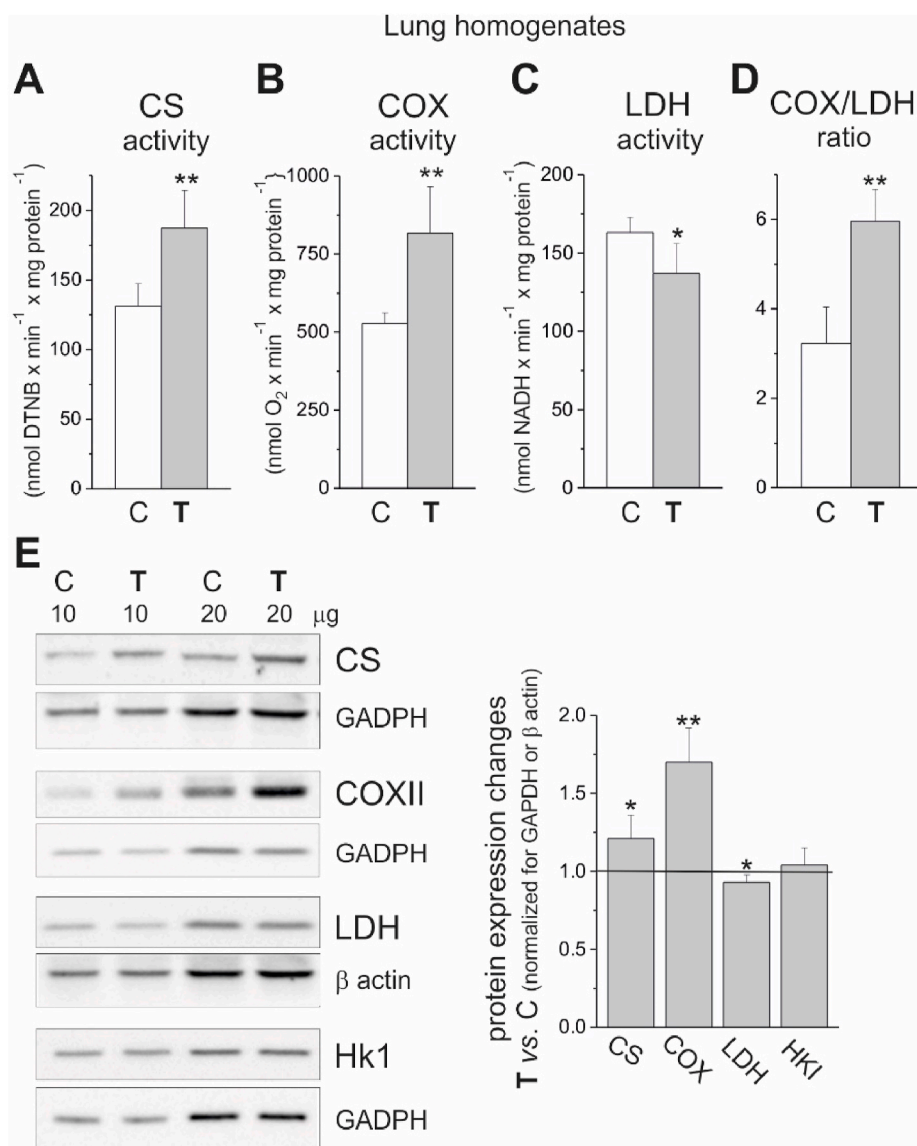 Lung homogenates
A
CS
activity
(nmol DTNB x min⁻¹ x mg protein⁻¹)
200
150
100
50
0
**
C T
B
COX
activity
(nmol O₂ x min⁻¹ x mg protein⁻¹}
1000
750
500
250
0
**
C T
C
LDH
activity
(nmol NADH x min⁻¹ x mg protein⁻¹)
200
150
100
50
0
*
C T
D
COX/LDH
ratio
6
4
2
0
**
C T
E
C T C T
10 10 20 20 μg
CS
GADPH
COXII
GADPH
LDH
β actin
Hk1
GADPH
protein expression changes
T vs. C (normalized for GAPDH or β actin)
2.0
1.5
1.0
0.5
0.0
*
**
*
CS COX LDH HKI